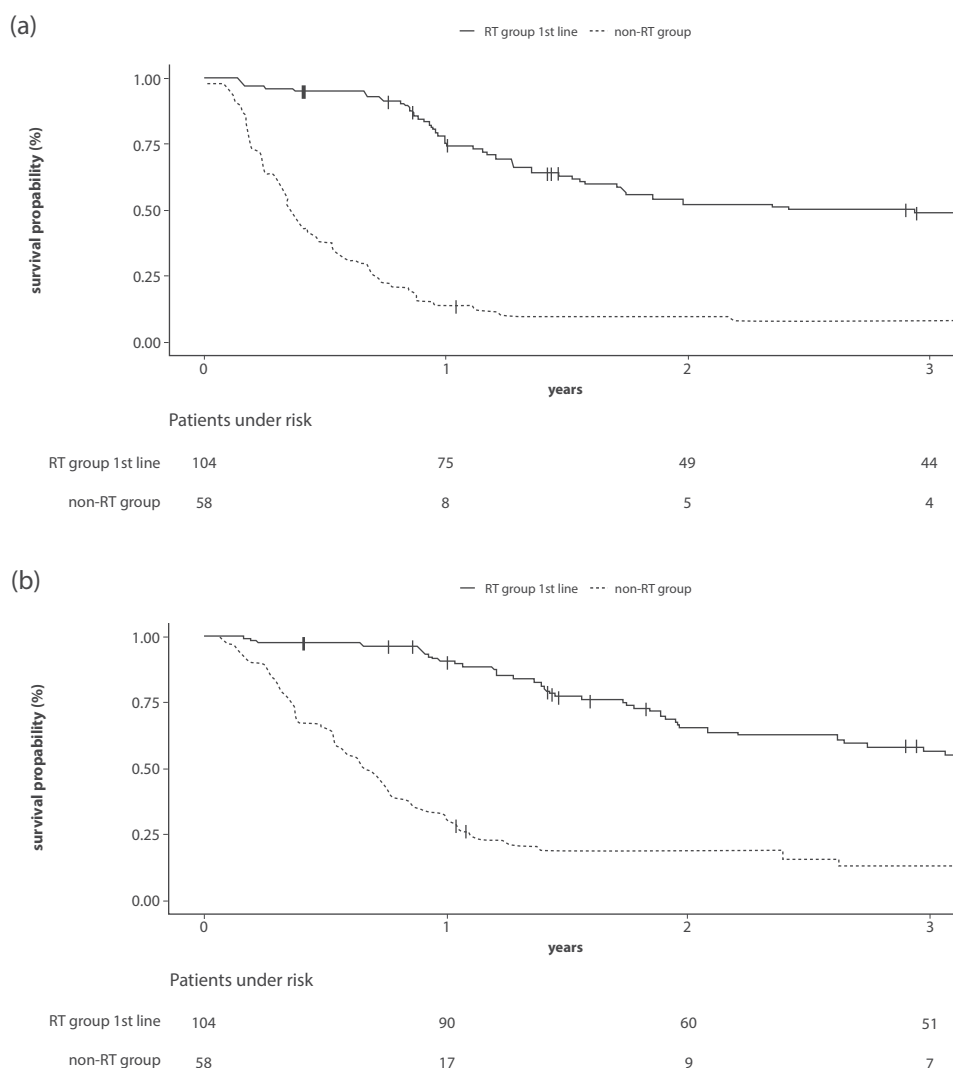 (a)
RT group 1st line non-RT group
survival propability (%)
1.00
0.75
0.50
0.25
0.00
0 1 2 3
years
Patients under risk
RT group 1st line 104 75 49 44
non-RT group 58 8 5 4
(b)
RT group 1st line non-RT group
survival propability (%)
1.00
0.75
0.50
0.25
0.00
0 1 2 3
years
Patients under risk
RT group 1st line 104 90 60 51
non-RT group 58 17 9 7